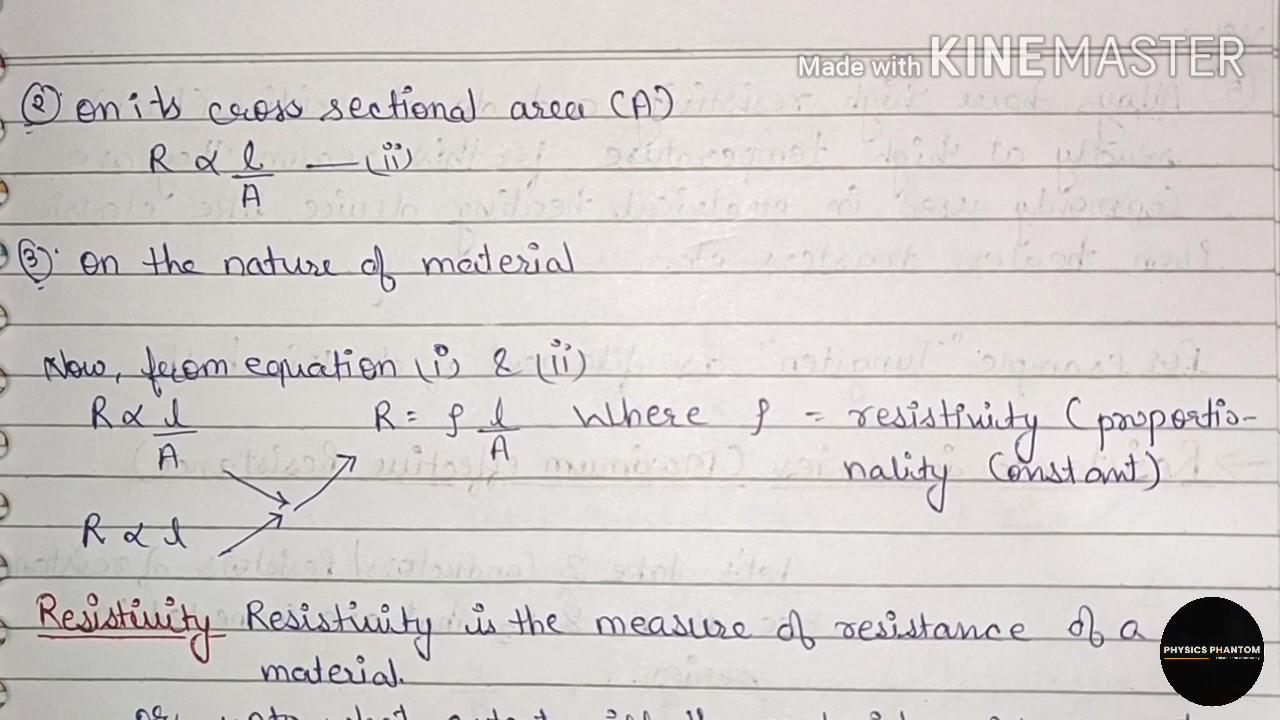 Made with KINEMASTER
② on its cross sectional area (A)
R ∝ l/A — (ii)
③ on the nature of material
Now, from equation (i) & (ii)
R ∝ l/A R = ρ l/A Where ρ = resistivity (proportio-
nality constant)
R ∝ l
Resistivity Resistivity is the measure of resistance of a
material.
PHYSICS PHANTOM